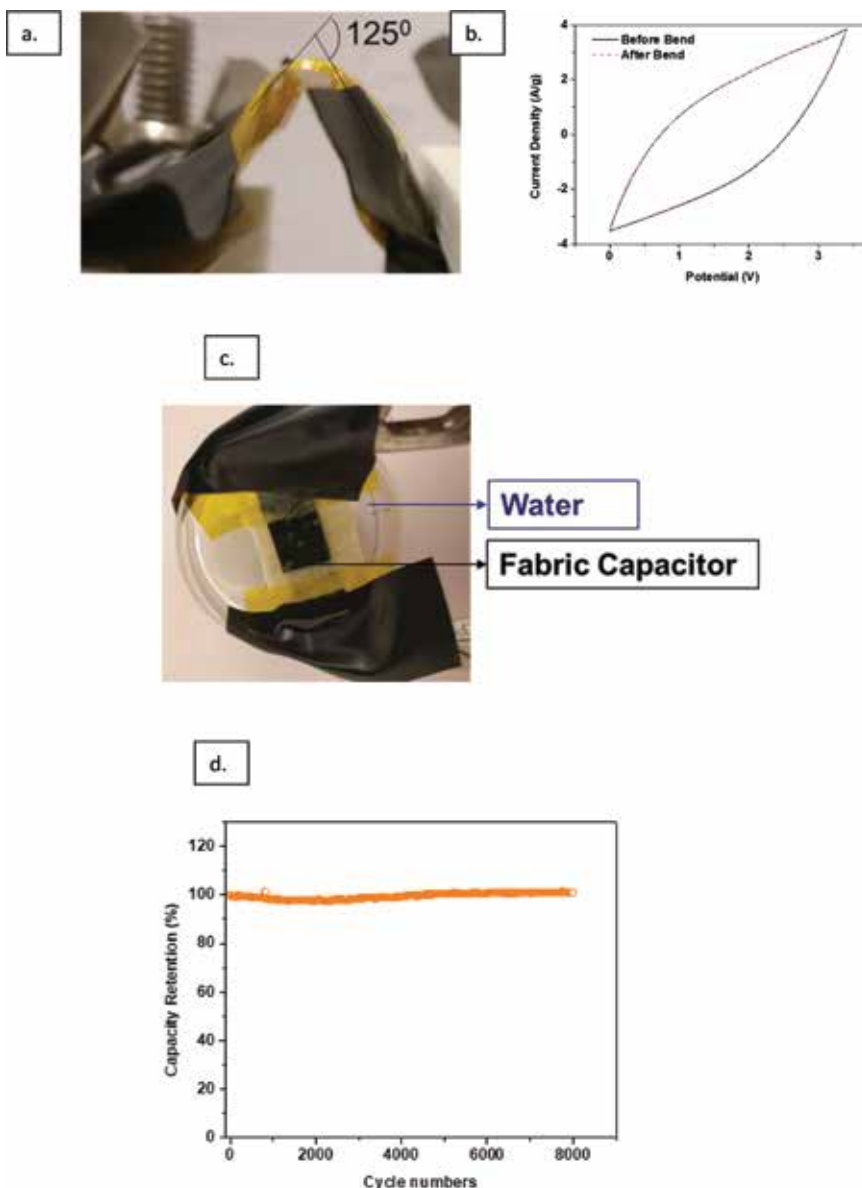 a.
125⁰
b.
4
2
0
-2
-4
Current Density (A/g)
Before Bend
After Bend
0
1
2
3
Potential (V)
c.
Water
Fabric Capacitor
d.
120
100
80
60
40
20
0
Capacity Retention (%)
0
2000
4000
6000
8000
Cycle numbers